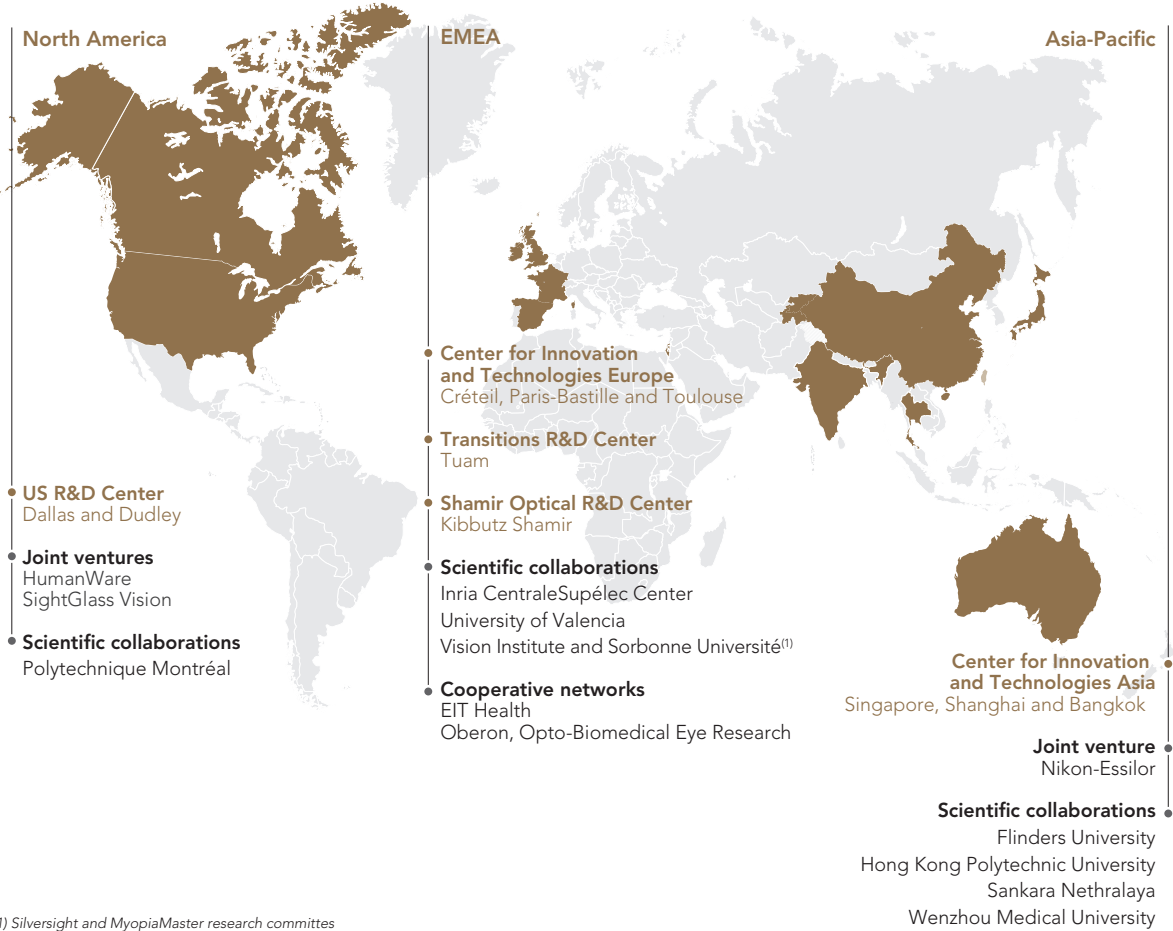 North America
US R&D Center
Dallas and Dudley
Joint ventures
HumanWare
SightGlass Vision
Scientific collaborations
Polytechnique Montréal
EMEA
Center for Innovation
and Technologies Europe
Créteil, Paris-Bastille and Toulouse
Transitions R&D Center
Tuam
Shamir Optical R&D Center
Kibbutz Shamir
Scientific collaborations
Inria CentraleSupélec Center
University of Valencia
Vision Institute and Sorbonne Université(1)
Cooperative networks
EIT Health
Oberon, Opto-Biomedical Eye Research
Asia-Pacific
Center for Innovation
and Technologies Asia
Singapore, Shanghai and Bangkok
Joint venture
Nikon-Essilor
Scientific collaborations
Flinders University
Hong Kong Polytechnic University
Sankara Nethralaya
Wenzhou Medical University
1) Silversight and MyopiaMaster research committes